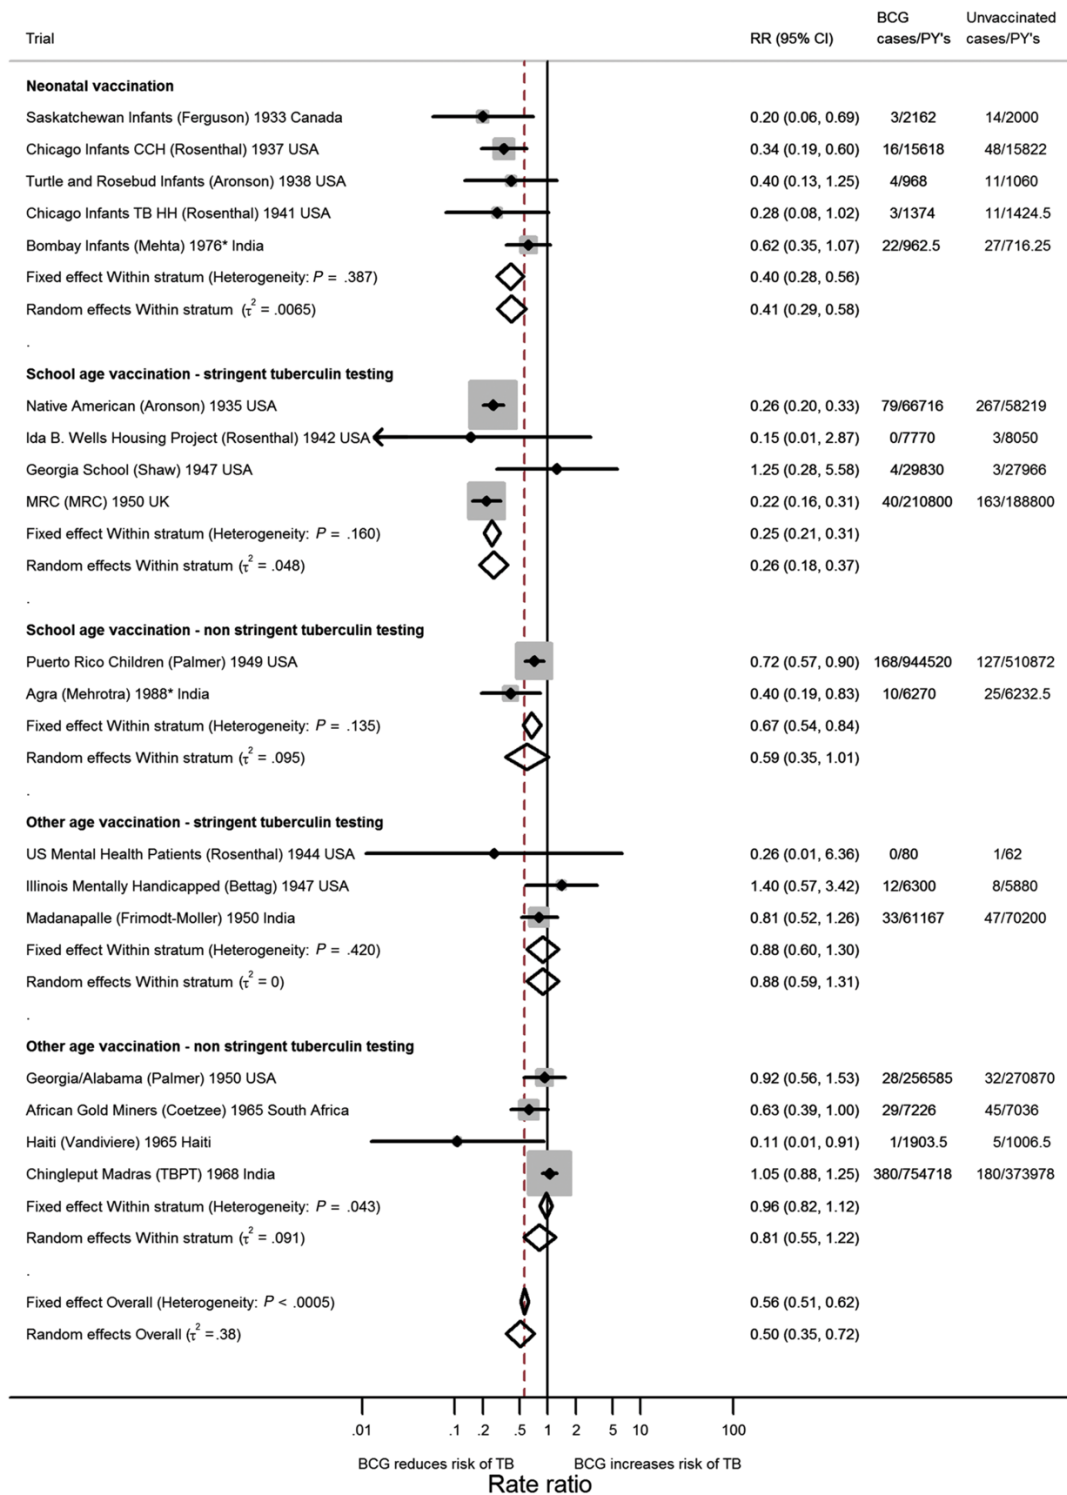 BCG Unvaccinated
Trial RR (95% CI) cases/PY's cases/PY's
Neonatal vaccination
Saskatchewan Infants (Ferguson) 1933 Canada 0.20 (0.06, 0.69) 3/2162 14/2000
Chicago Infants CCH (Rosenthal) 1937 USA 0.34 (0.19, 0.60) 16/15618 48/15822
Turtle and Rosebud Infants (Aronson) 1938 USA 0.40 (0.13, 1.25) 4/968 11/1060
Chicago Infants TB HH (Rosenthal) 1941 USA 0.28 (0.08, 1.02) 3/1374 11/1424.5
Bombay Infants (Mehta) 1976* India 0.62 (0.35, 1.07) 22/962.5 27/716.25
Fixed effect Within stratum (Heterogeneity: P = .387) 0.40 (0.28, 0.56)
Random effects Within stratum (τ² = .0065) 0.41 (0.29, 0.58)
.
School age vaccination - stringent tuberculin testing
Native American (Aronson) 1935 USA 0.26 (0.20, 0.33) 79/66716 267/58219
Ida B. Wells Housing Project (Rosenthal) 1942 USA 0.15 (0.01, 2.87) 0/7770 3/8050
Georgia School (Shaw) 1947 USA 1.25 (0.28, 5.58) 4/29830 3/27966
MRC (MRC) 1950 UK 0.22 (0.16, 0.31) 40/210800 163/188800
Fixed effect Within stratum (Heterogeneity: P = .160) 0.25 (0.21, 0.31)
Random effects Within stratum (τ² = .048) 0.26 (0.18, 0.37)
.
School age vaccination - non stringent tuberculin testing
Puerto Rico Children (Palmer) 1949 USA 0.72 (0.57, 0.90) 168/944520 127/510872
Agra (Mehrotra) 1988* India 0.40 (0.19, 0.83) 10/6270 25/6232.5
Fixed effect Within stratum (Heterogeneity: P = .135) 0.67 (0.54, 0.84)
Random effects Within stratum (τ² = .095) 0.59 (0.35, 1.01)
.
Other age vaccination - stringent tuberculin testing
US Mental Health Patients (Rosenthal) 1944 USA 0.26 (0.01, 6.36) 0/80 1/62
Illinois Mentally Handicapped (Bettag) 1947 USA 1.40 (0.57, 3.42) 12/6300 8/5880
Madanapalle (Frimodt-Moller) 1950 India 0.81 (0.52, 1.26) 33/61167 47/70200
Fixed effect Within stratum (Heterogeneity: P = .420) 0.88 (0.60, 1.30)
Random effects Within stratum (τ² = 0) 0.88 (0.59, 1.31)
.
Other age vaccination - non stringent tuberculin testing
Georgia/Alabama (Palmer) 1950 USA 0.92 (0.56, 1.53) 28/256585 32/270870
African Gold Miners (Coetzee) 1965 South Africa 0.63 (0.39, 1.00) 29/7226 45/7036
Haiti (Vandiviere) 1965 Haiti 0.11 (0.01, 0.91) 1/1903.5 5/1006.5
Chingleput Madras (TBPT) 1968 India 1.05 (0.88, 1.25) 380/754718 180/373978
Fixed effect Within stratum (Heterogeneity: P = .043) 0.96 (0.82, 1.12)
Random effects Within stratum (τ² = .091) 0.81 (0.55, 1.22)
.
Fixed effect Overall (Heterogeneity: P < .0005) 0.56 (0.51, 0.62)
Random effects Overall (τ² =.38) 0.50 (0.35, 0.72)
.01 .1 .2 .5 1 2 5 10 100
BCG reduces risk of TB BCG increases risk of TB
Rate ratio